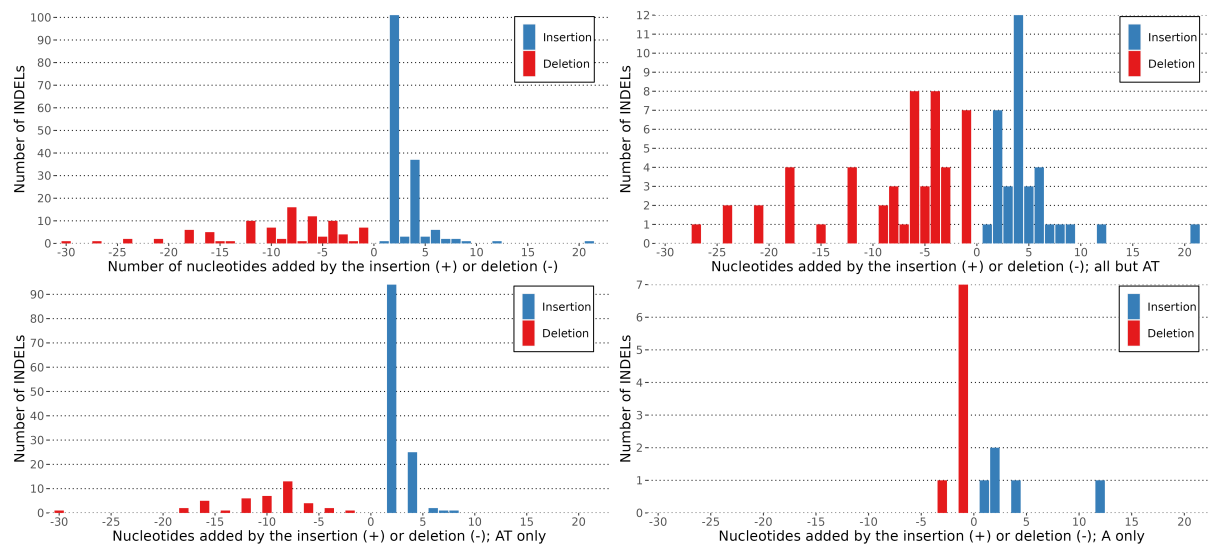 Number of INDELs
100
90
80
70
60
50
40
30
20
10
0
Insertion
Deletion
-30 -25 -20 -15 -10 -5 0 5 10 15 20
Number of nucleotides added by the insertion (+) or deletion (-)
Number of INDELs
12
11
10
9
8
7
6
5
4
3
2
1
0
Insertion
Deletion
-30 -25 -20 -15 -10 -5 0 5 10 15 20
Nucleotides added by the insertion (+) or deletion (-); all but AT
Number of INDELs
90
80
70
60
50
40
30
20
10
0
Insertion
Deletion
-30 -25 -20 -15 -10 -5 0 5 10 15 20
Nucleotides added by the insertion (+) or deletion (-); AT only
Number of INDELs
7
6
5
4
3
2
1
0
Insertion
Deletion
-30 -25 -20 -15 -10 -5 0 5 10 15 20
Nucleotides added by the insertion (+) or deletion (-); A only